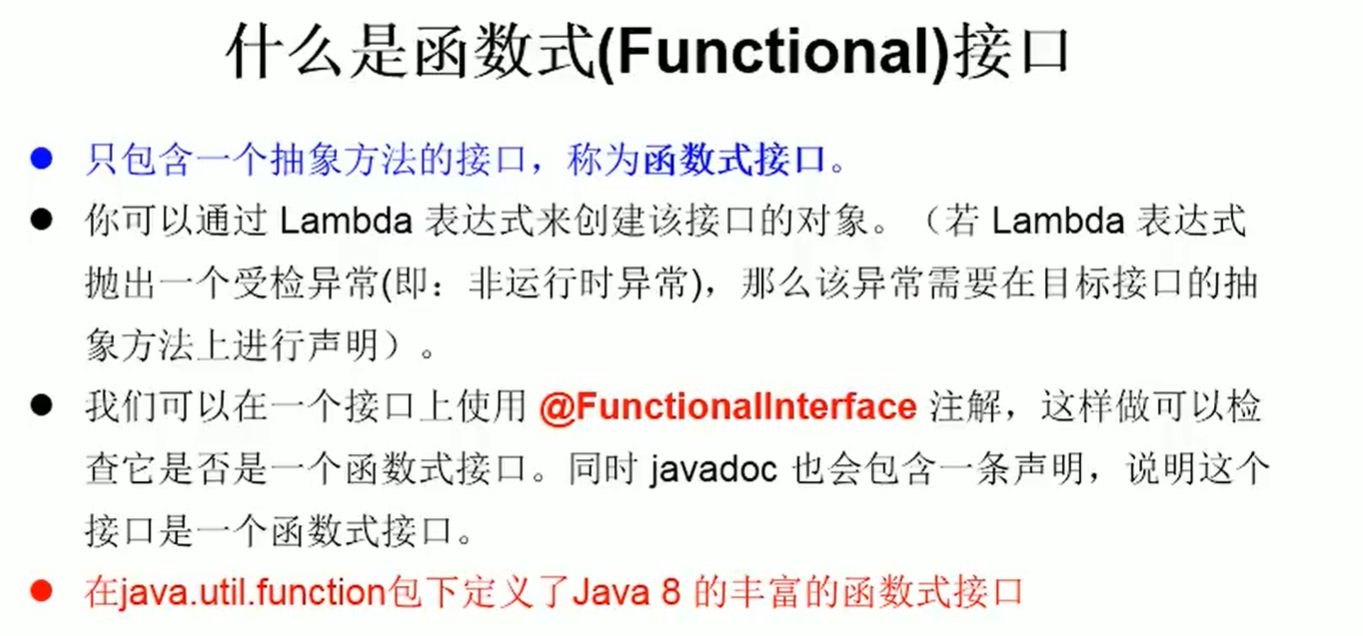 什么是函数式(Functional)接口
只包含一个抽象方法的接口，称为函数式接口。
你可以通过 Lambda 表达式来创建该接口的对象。（若 Lambda 表达式
抛出一个受检异常(即：非运行时异常)，那么该异常需要在目标接口的抽
象方法上进行声明）。
我们可以在一个接口上使用 @FunctionalInterface 注解，这样做可以检
查它是否是一个函数式接口。同时 javadoc 也会包含一条声明，说明这个
接口是一个函数式接口。
在java.util.function包下定义了Java 8 的丰富的函数式接口